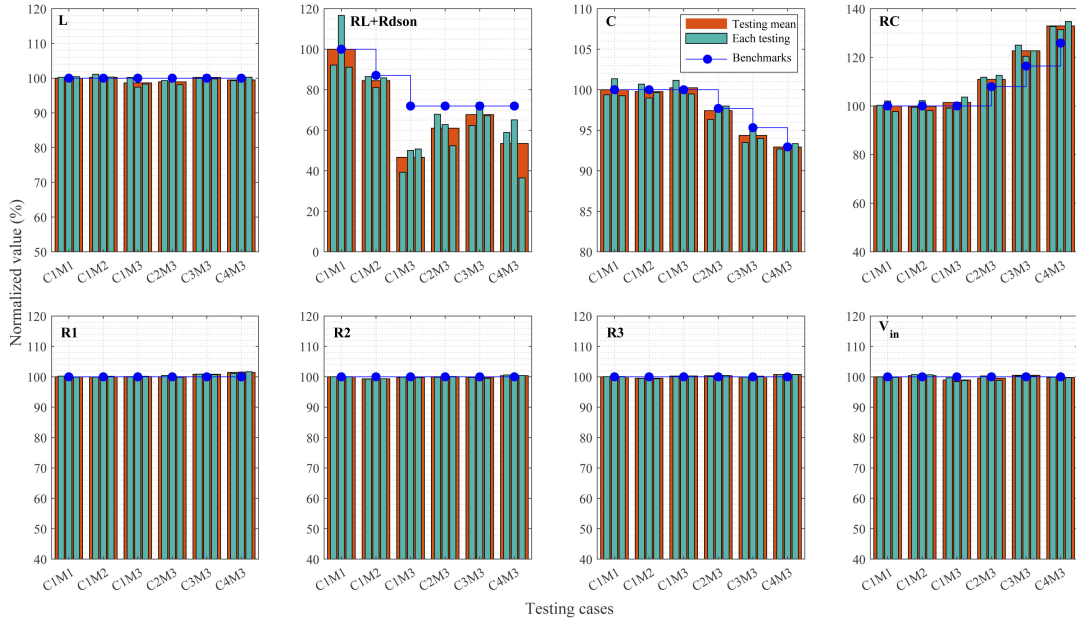 Normalized value (%)
L
120
110
100
90
80
70
60
50
C1M1
C1M2
C1M3
C2M3
C3M3
C4M3
RL+Rdson
120
100
80
60
40
20
0
C1M1
C1M2
C1M3
C2M3
C3M3
C4M3
C
Testing mean
Each testing
Benchmarks
110
105
100
95
90
85
80
C1M1
C1M2
C1M3
C2M3
C3M3
C4M3
RC
140
120
100
80
60
40
C1M1
C1M2
C1M3
C2M3
C3M3
C4M3
R1
120
110
100
90
80
70
60
50
40
C1M1
C1M2
C1M3
C2M3
C3M3
C4M3
R2
120
110
100
90
80
70
60
50
40
C1M1
C1M2
C1M3
C2M3
C3M3
C4M3
R3
120
110
100
90
80
70
60
50
40
C1M1
C1M2
C1M3
C2M3
C3M3
C4M3
V_in
120
110
100
90
80
70
60
50
40
C1M1
C1M2
C1M3
C2M3
C3M3
C4M3
Testing cases